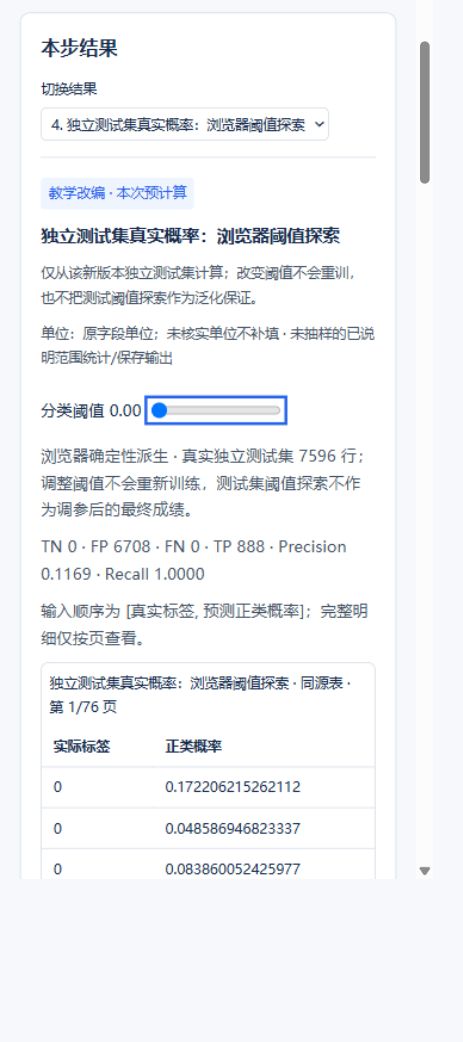 本步结果
切换结果
4. 独立测试集真实概率：浏览器阈值探索
教学改编 · 本次预计算
独立测试集真实概率：浏览器阈值探索
仅从该新版本独立测试集计算；改变阈值不会重训，
也不把测试阈值探索作为泛化保证。
单位：原字段单位；未核实单位不补填 · 未抽样的已说
明范围统计/保存输出
分类阈值 0.00
浏览器确定性派生 · 真实独立测试集 7596 行；
调整阈值不会重新训练，测试集阈值探索不作
为调参后的最终成绩。
TN 0 · FP 6708 · FN 0 · TP 888 · Precision
0.1169 · Recall 1.0000
输入顺序为 [真实标签, 预测正类概率]；完整明
细仅按页查看。
独立测试集真实概率：浏览器阈值探索 · 同源表 ·
第 1/76 页
实际标签 正类概率
0 0.172206215262112
0 0.048586946823337
0 0.083860052425977